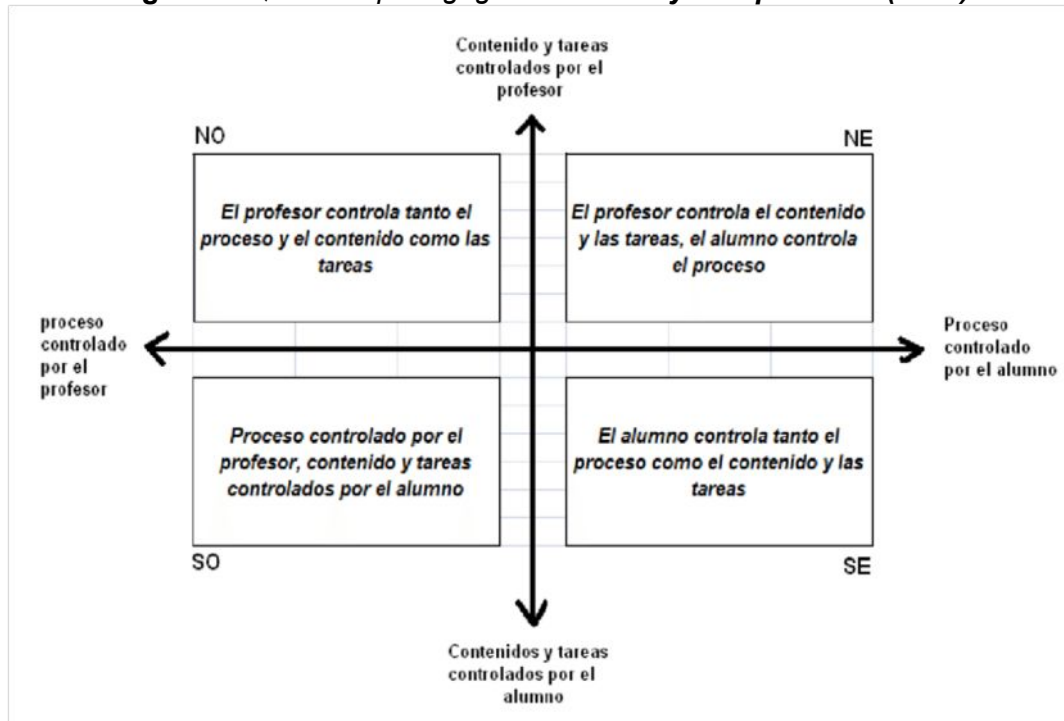 Contenido y tareas
controlados por el
profesor
NO
NE
El profesor controla tanto el
proceso y el contenido como las
tareas
El profesor controla el contenido
y las tareas, el alumno controla
el proceso
proceso
controlado
por el
profesor
Proceso
controlado
por el alumno
Proceso controlado por el
profesor, contenido y tareas
controlados por el alumno
El alumno controla tanto el
proceso como el contenido y las
tareas
SO
SE
Contenidos y tareas
controlados por el
alumno